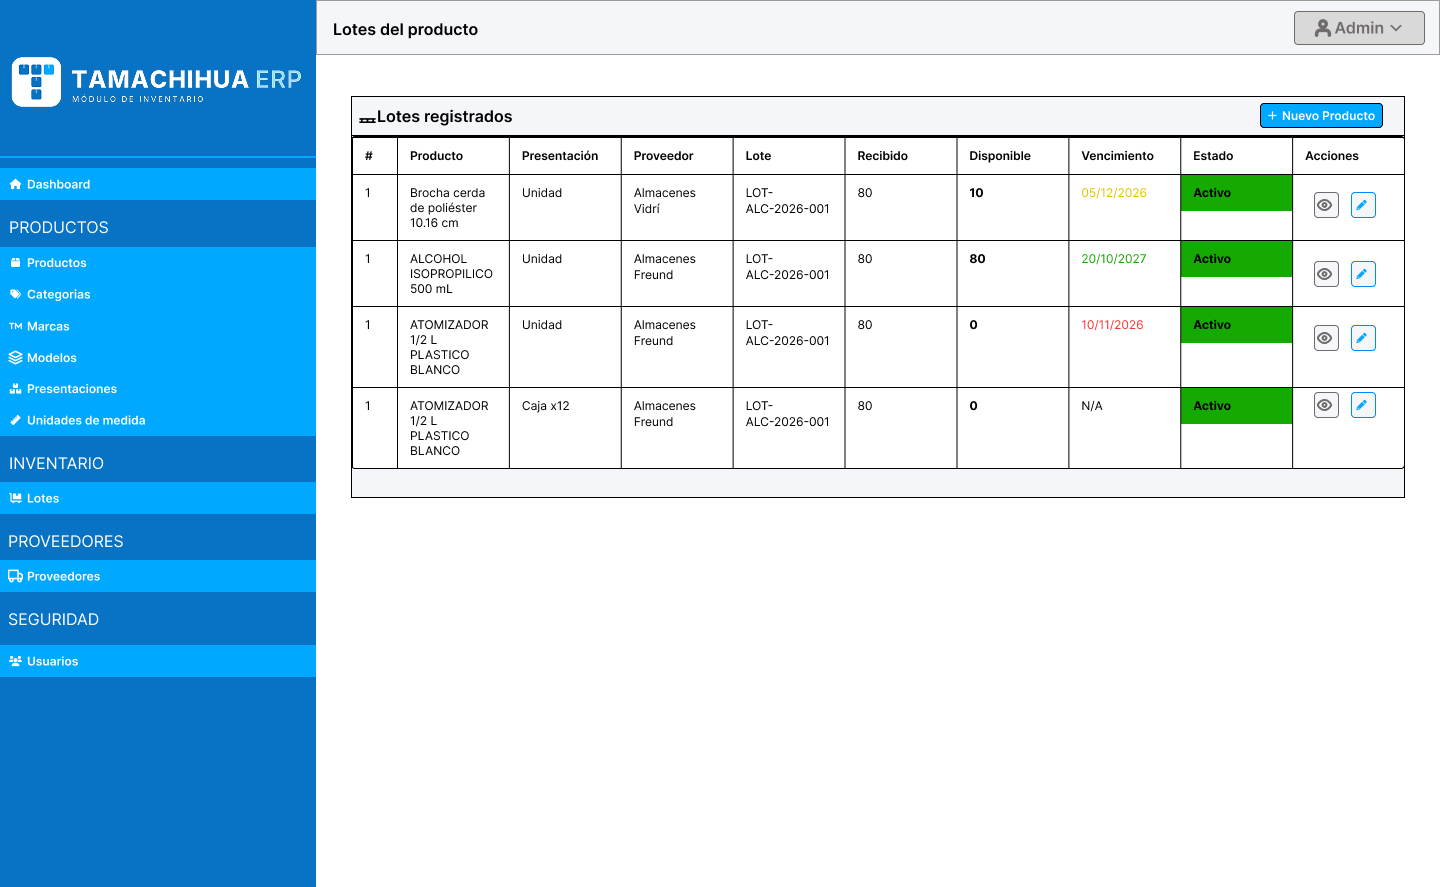 TAMACHIHUA ERP
MÓDULO DE INVENTARIO
Dashboard
PRODUCTOS
Productos
Categorias
TM Marcas
Modelos
Presentaciones
Unidades de medida
INVENTARIO
Lotes
PROVEEDORES
Proveedores
SEGURIDAD
Usuarios
Lotes del producto
Admin
Lotes registrados
+ Nuevo Producto
# Producto Presentación Proveedor Lote Recibido Disponible Vencimiento Estado Acciones
1 Brocha cerda Unidad Almacenes LOT- 80 10 05/12/2026 Activo
de poliéster Vidrí ALC-2026-001
10.16 cm
1 ALCOHOL Unidad Almacenes LOT- 80 80 20/10/2027 Activo
ISOPROPILICO Freund ALC-2026-001
500 mL
1 ATOMIZADOR Unidad Almacenes LOT- 80 0 10/11/2026 Activo
1/2 L Freund ALC-2026-001
PLASTICO
BLANCO
1 ATOMIZADOR Caja x12 Almacenes LOT- 80 0 N/A Activo
1/2 L Freund ALC-2026-001
PLASTICO
BLANCO